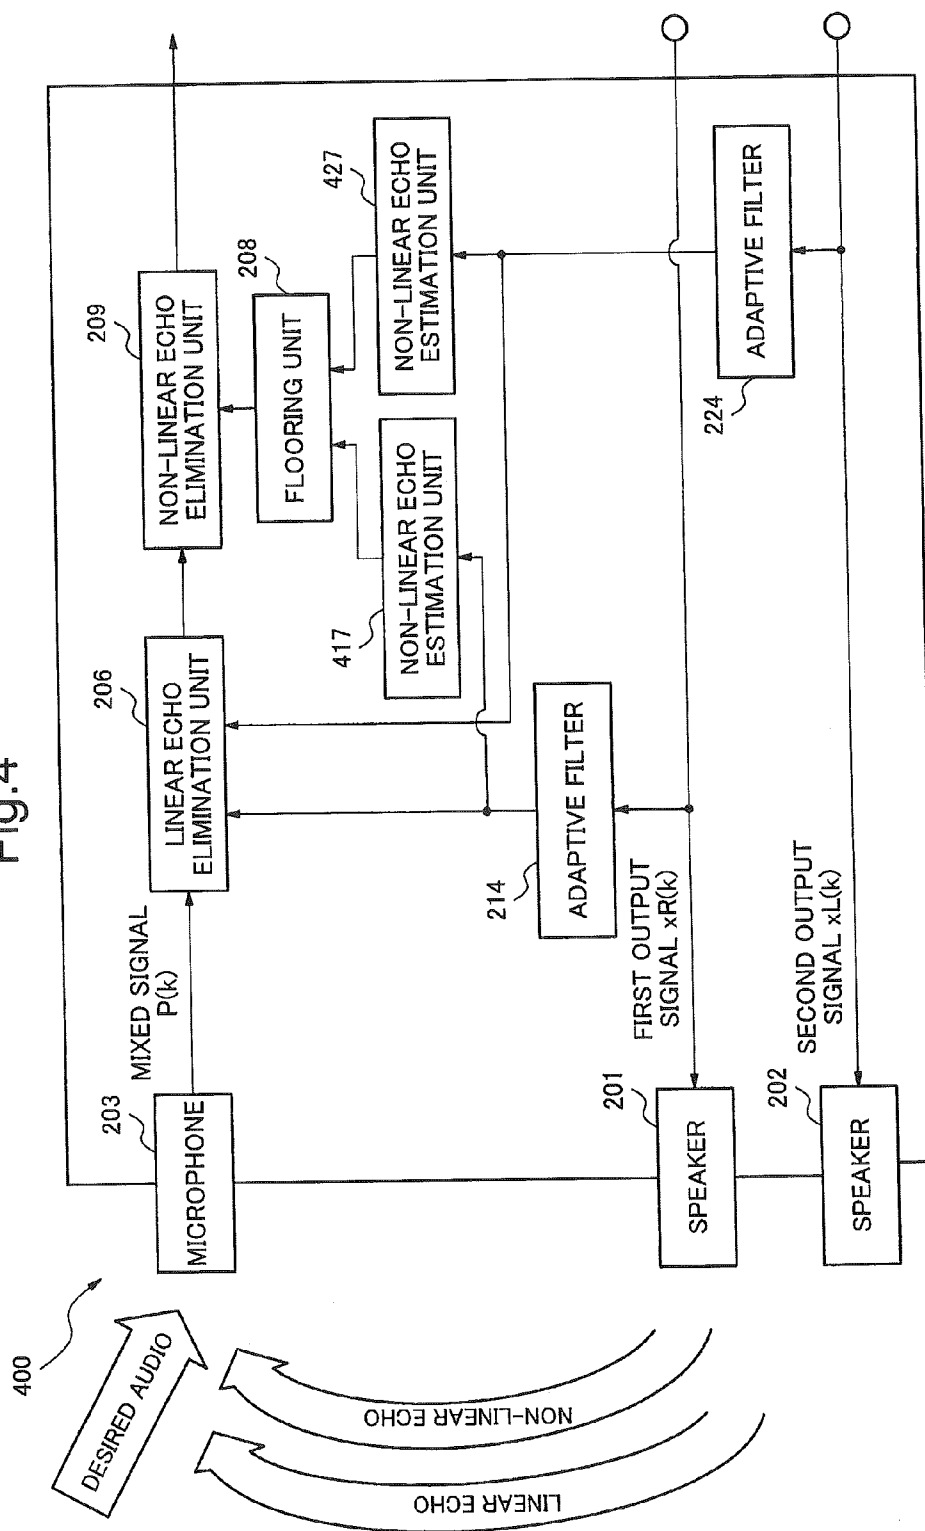 Fig.4
400
DESIRED AUDIO
NON-LINEAR ECHO
LINEAR ECHO
203
MICROPHONE
MIXED SIGNAL
P(k)
206
LINEAR ECHO
ELIMINATION UNIT
209
NON-LINEAR ECHO
ELIMINATION UNIT
208
FLOORING UNIT
417
NON-LINEAR ECHO
ESTIMATION UNIT
427
NON-LINEAR ECHO
ESTIMATION UNIT
214
ADAPTIVE FILTER
224
ADAPTIVE FILTER
201
SPEAKER
FIRST OUTPUT
SIGNAL xR(k)
202
SPEAKER
SECOND OUTPUT
SIGNAL xL(k)